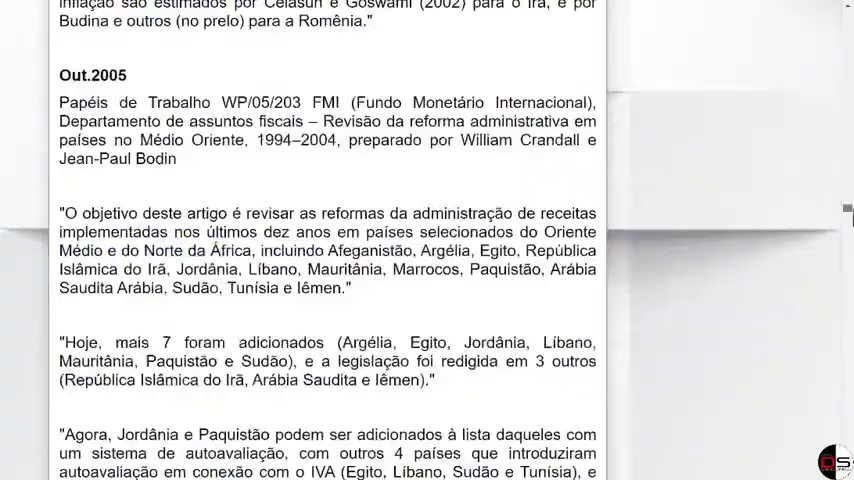 inflação são estimados por Celasun e Goswami (2002) para o Irã, e por
Budina e outros (no prelo) para a Romênia."
Out.2005
Papéis de Trabalho WP/05/203 FMI (Fundo Monetário Internacional),
Departamento de assuntos fiscais – Revisão da reforma administrativa em
países no Médio Oriente, 1994–2004, preparado por William Crandall e
Jean-Paul Bodin
"O objetivo deste artigo é revisar as reformas da administração de receitas
implementadas nos últimos dez anos em países selecionados do Oriente
Médio e do Norte da África, incluindo Afeganistão, Argélia, Egito, República
Islâmica do Irã, Jordânia, Líbano, Mauritânia, Marrocos, Paquistão, Arábia
Saudita Arábia, Sudão, Tunísia e Iêmen."
"Hoje, mais 7 foram adicionados (Argélia, Egito, Jordânia, Líbano,
Mauritânia, Paquistão e Sudão), e a legislação foi redigida em 3 outros
(República Islâmica do Irã, Arábia Saudita e Iêmen)."
"Agora, Jordânia e Paquistão podem ser adicionados à lista daqueles com
um sistema de autoavaliação, com outros 4 países que introduziram
autoavaliação em conexão com o IVA (Egito, Líbano, Sudão e Tunísia), e
DS